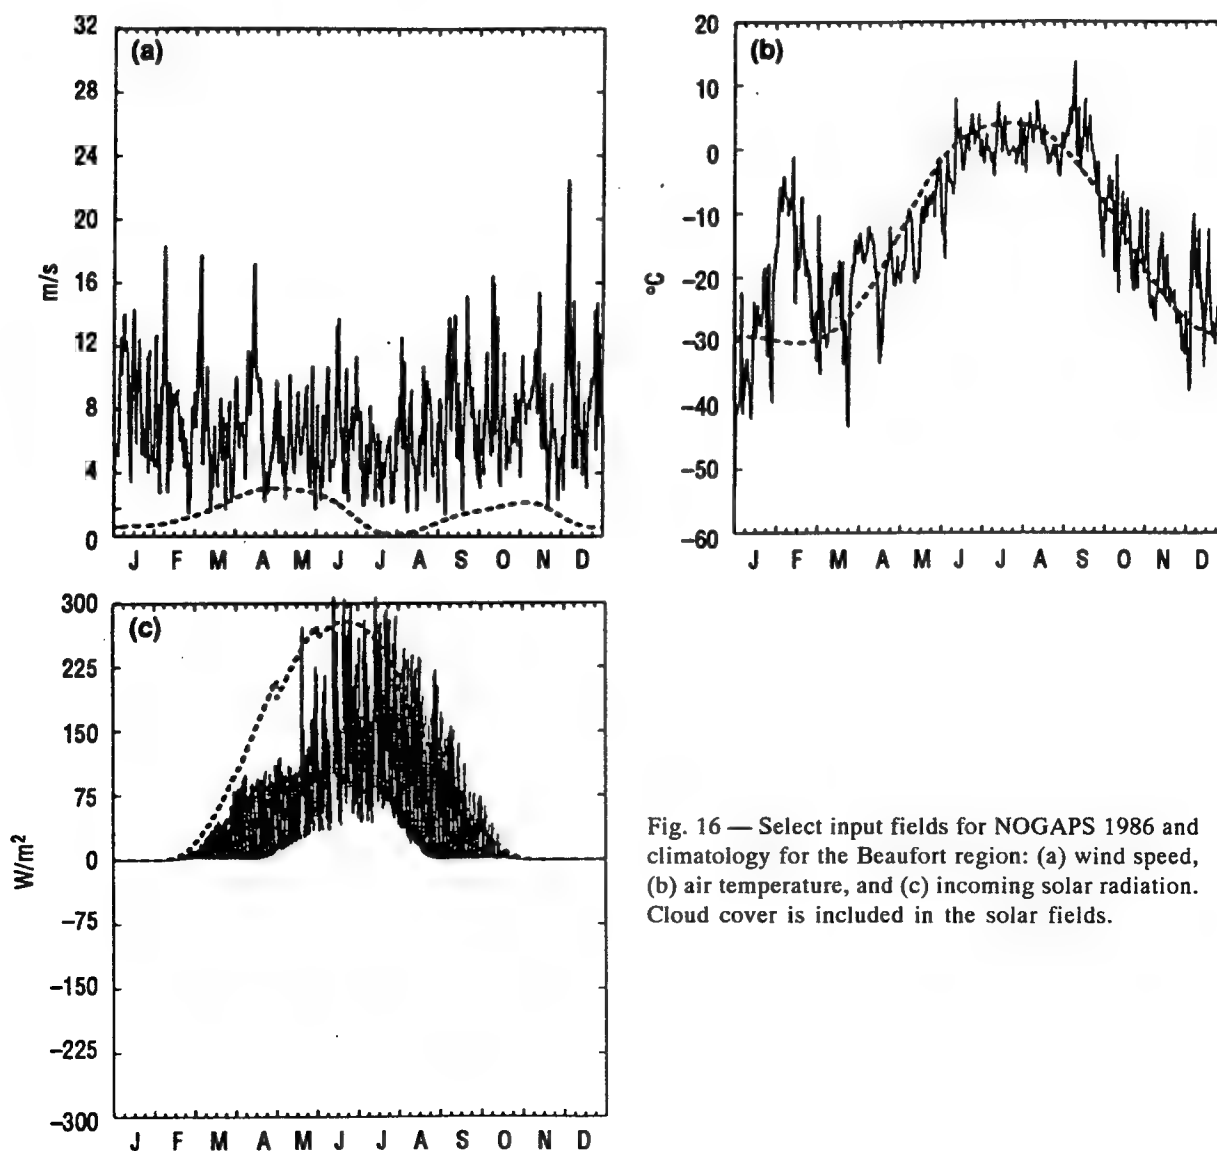 (a)
32
28
24
20
16
12
8
4
0
m/s
J F M A M J J A S O N D
(b)
20
10
0
−10
−20
−30
−40
−50
−60
°C
J F M A M J J A S O N D
(c)
300
225
150
75
0
−75
−150
−225
−300
W/m²
J F M A M J J A S O N D
Fig. 16 — Select input fields for NOGAPS 1986 and
climatology for the Beaufort region: (a) wind speed,
(b) air temperature, and (c) incoming solar radiation.
Cloud cover is included in the solar fields.